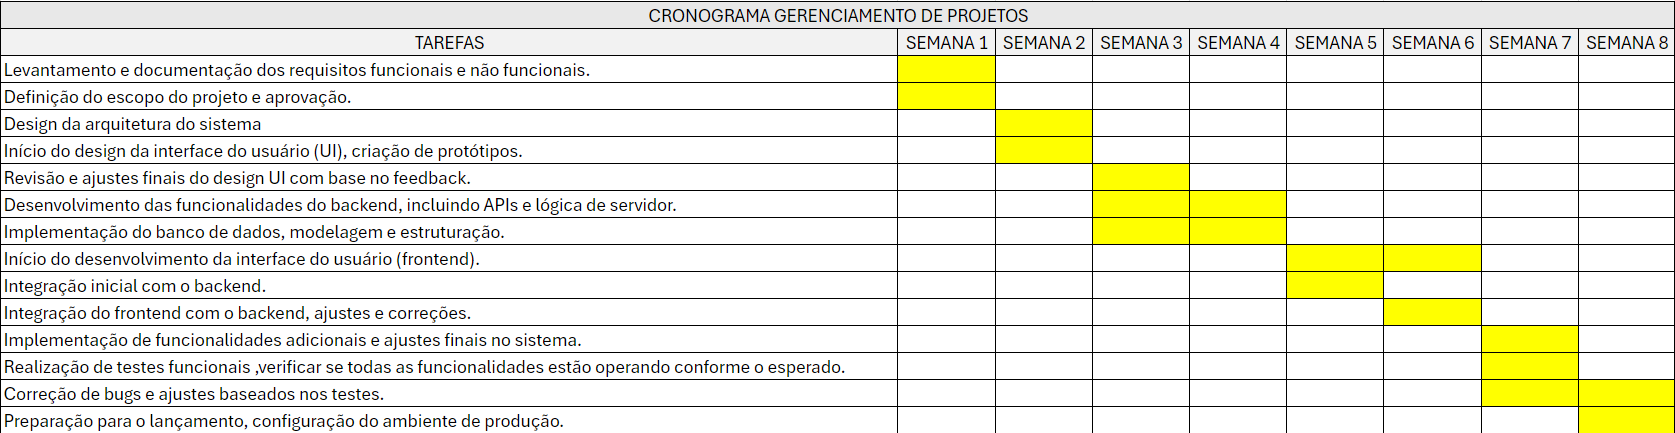 CRONOGRAMA GERENCIAMENTO DE PROJETOS
TAREFAS SEMANA 1 SEMANA 2 SEMANA 3 SEMANA 4 SEMANA 5 SEMANA 6 SEMANA 7 SEMANA 8
Levantamento e documentação dos requisitos funcionais e não funcionais.
Definição do escopo do projeto e aprovação.
Design da arquitetura do sistema
Início do design da interface do usuário (UI), criação de protótipos.
Revisão e ajustes finais do design UI com base no feedback.
Desenvolvimento das funcionalidades do backend, incluindo APIs e lógica de servidor.
Implementação do banco de dados, modelagem e estruturação.
Início do desenvolvimento da interface do usuário (frontend).
Integração inicial com o backend.
Integração do frontend com o backend, ajustes e correções.
Implementação de funcionalidades adicionais e ajustes finais no sistema.
Realização de testes funcionais ,verificar se todas as funcionalidades estão operando conforme o esperado.
Correção de bugs e ajustes baseados nos testes.
Preparação para o lançamento, configuração do ambiente de produção.